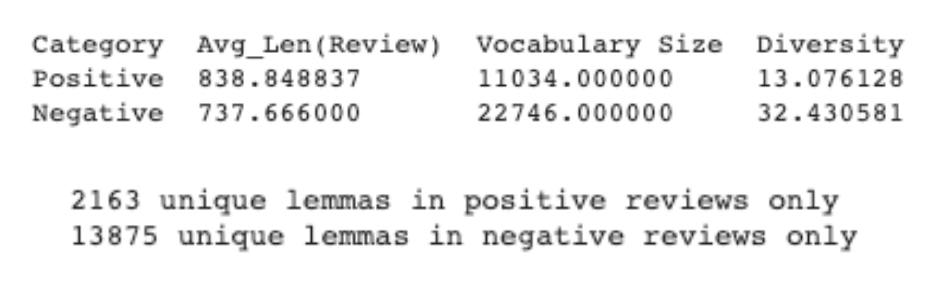 Category Avg_Len(Review) Vocabulary Size Diversity
Positive 838.848837 11034.000000 13.076128
Negative 737.666000 22746.000000 32.430581
2163 unique lemmas in positive reviews only
13875 unique lemmas in negative reviews only